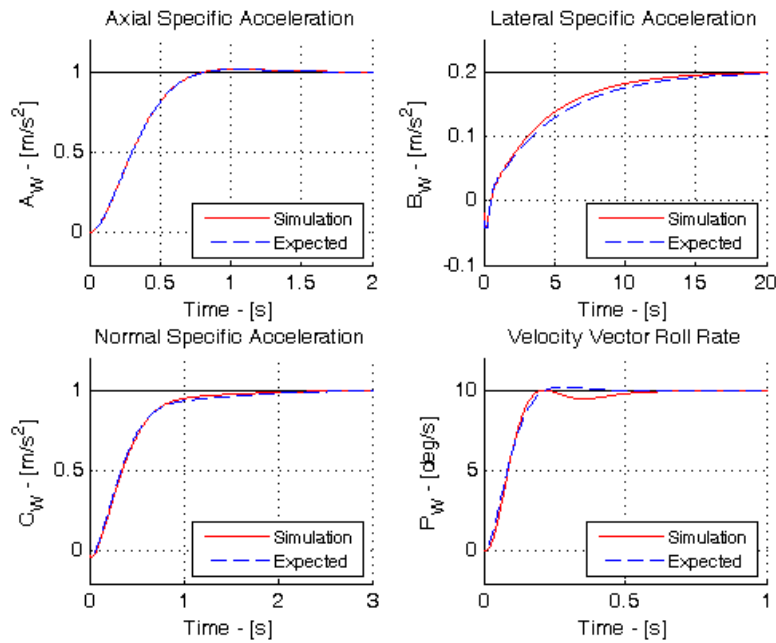 Axial Specific Acceleration
A_W - [m/s^2]
1
0.5
0
Simulation
Expected
0 0.5 1 1.5 2
Time - [s]
Lateral Specific Acceleration
B_W - [m/s^2]
0.2
0.1
0
-0.1
Simulation
Expected
0 5 10 15 20
Time - [s]
Normal Specific Acceleration
C_W - [m/s^2]
1
0.5
0
Simulation
Expected
0 1 2 3
Time - [s]
Velocity Vector Roll Rate
P_W - [deg/s]
10
5
0
Simulation
Expected
0 0.5 1
Time - [s]